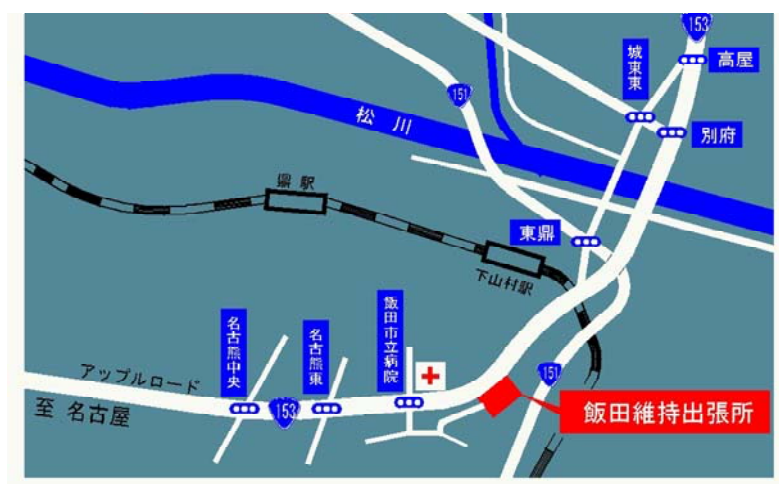 153
高屋
城東東
151
別府
松川
鼎駅
東鼎
下山村駅
飯田市立病院
名古熊東
名古熊中央
アップルロード
151
153
至 名古屋
飯田維持出張所